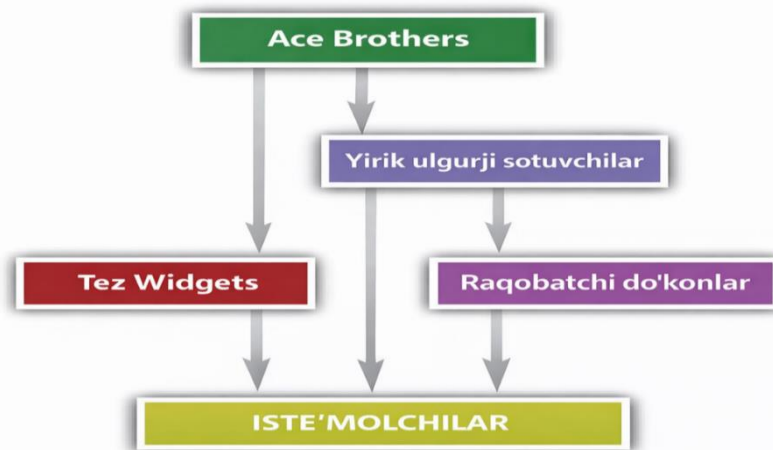 Ace Brothers
Yirik ulgurji sotuvchilar
Tez Widgets
Raqobatchi do'konlar
ISTE’MOLCHILAR